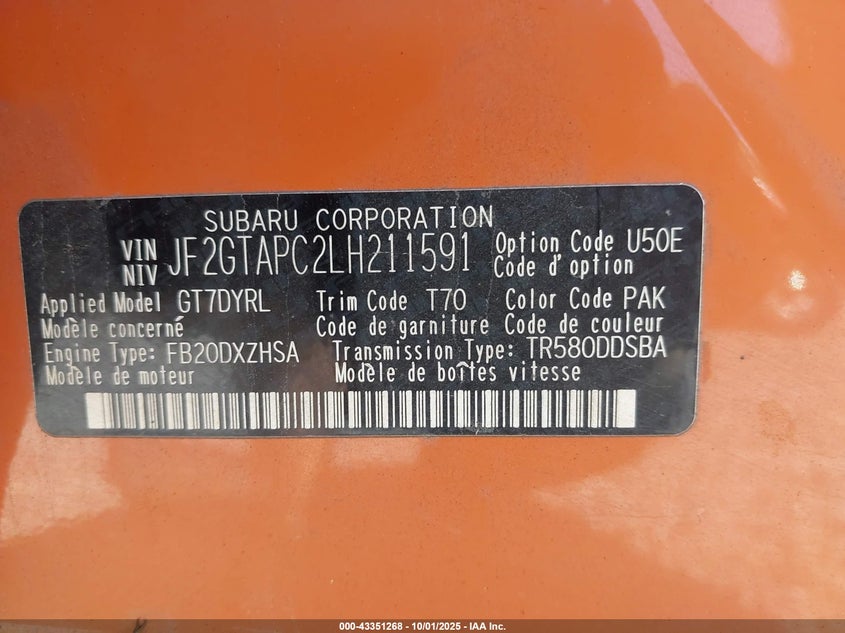 SUBARU CORPORATION
VIN NIV JF2GTAPC2LH211591 Option Code U50E
Code d'option
Applied Model GT7DYRL Trim Code T70 Color Code PAK
Modèle concerné Code de garniture Code de couleur
Engine Type: FB20DXZHSA Transmission Type: TR580DDSBA
Modèle de moteur Modèle de boîtes vitesse
000-43351268 - 10/01/2025 - IAA Inc.